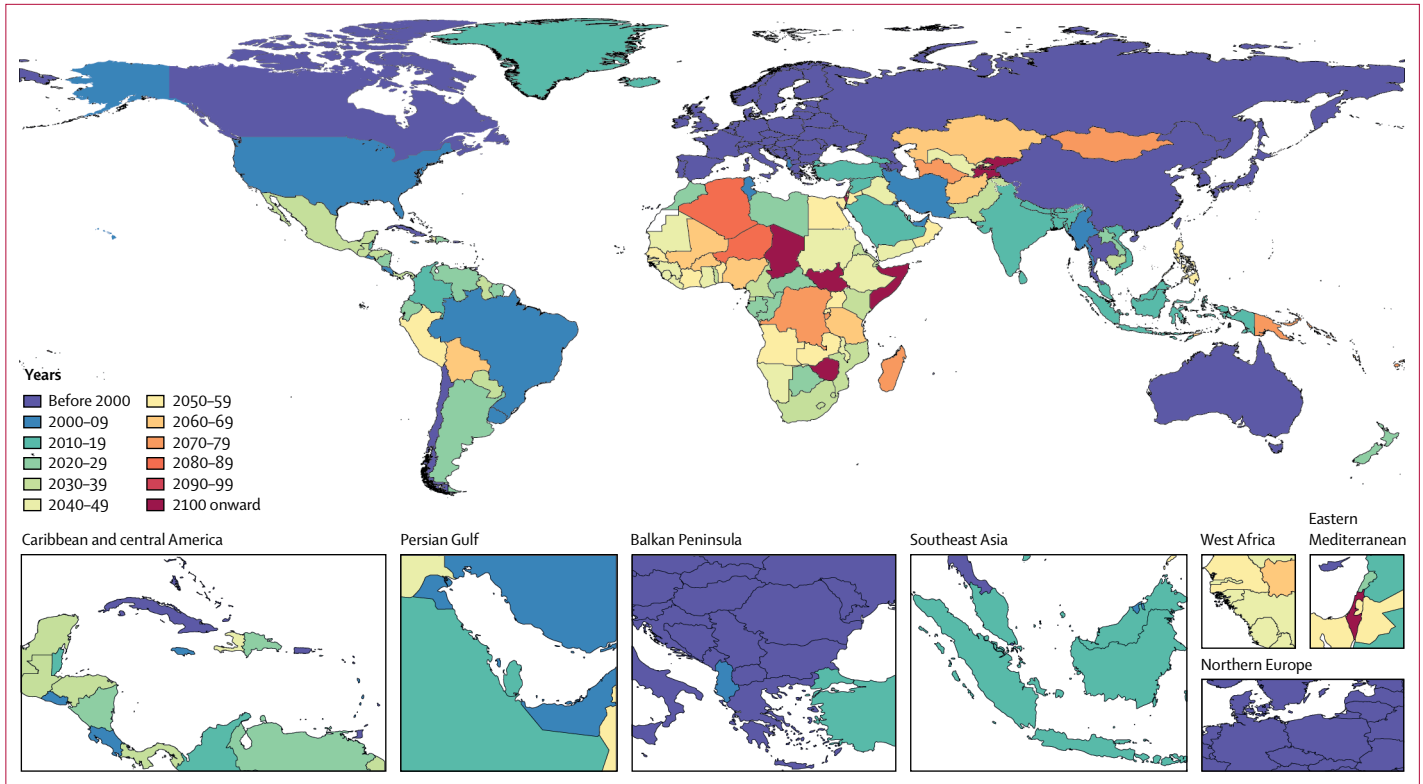 Years
Before 2000
2000–09
2010–19
2020–29
2030–39
2040–49
2050–59
2060–69
2070–79
2080–89
2090–99
2100 onward
Caribbean and central America
Persian Gulf
Balkan Peninsula
Southeast Asia
West Africa
Eastern
Mediterranean
Northern Europe